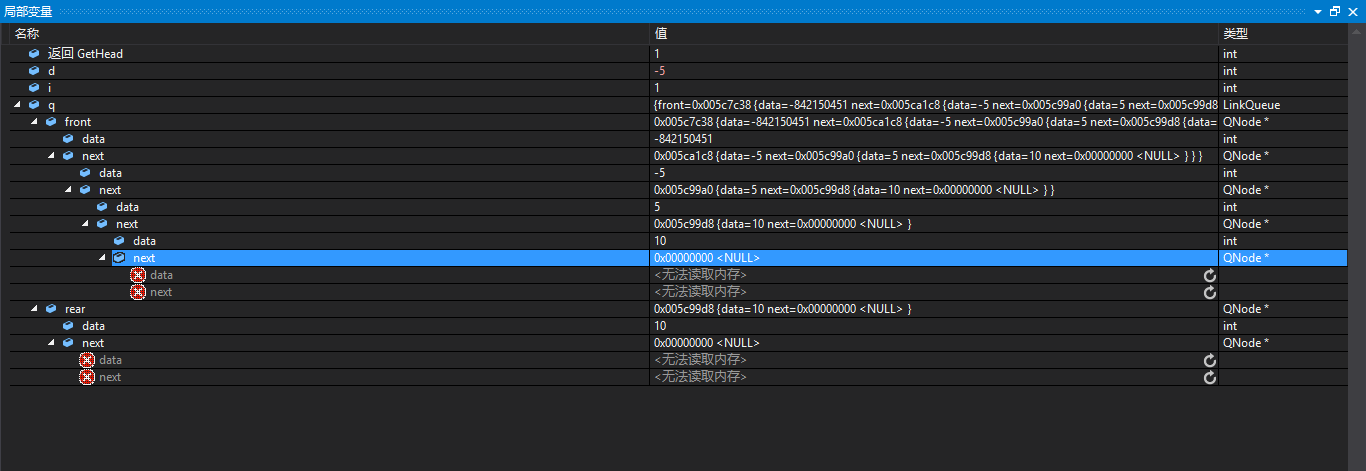 局部变量
名称 值 类型
返回 GetHead 1 int
d -5 int
i 1 int
q {front=0x005c7c38 {data=-842150451 next=0x005ca1c8 {data=-5 next=0x005c99a0 {data=5 next=0x005c99d8 LinkQueue
front 0x005c7c38 {data=-842150451 next=0x005ca1c8 {data=-5 next=0x005c99a0 {data=5 next=0x005c99d8 {data= QNode *
data -842150451 int
next 0x005ca1c8 {data=-5 next=0x005c99a0 {data=5 next=0x005c99d8 {data=10 next=0x00000000 <NULL> } } } QNode *
data -5 int
next 0x005c99a0 {data=5 next=0x005c99d8 {data=10 next=0x00000000 <NULL> } } QNode *
data 5 int
next 0x005c99d8 {data=10 next=0x00000000 <NULL> } QNode *
data 10 int
next 0x00000000 <NULL> QNode *
data <无法读取内存>
next <无法读取内存>
rear 0x005c99d8 {data=10 next=0x00000000 <NULL> } QNode *
data 10 int
next 0x00000000 <NULL> QNode *
data <无法读取内存>
next <无法读取内存>